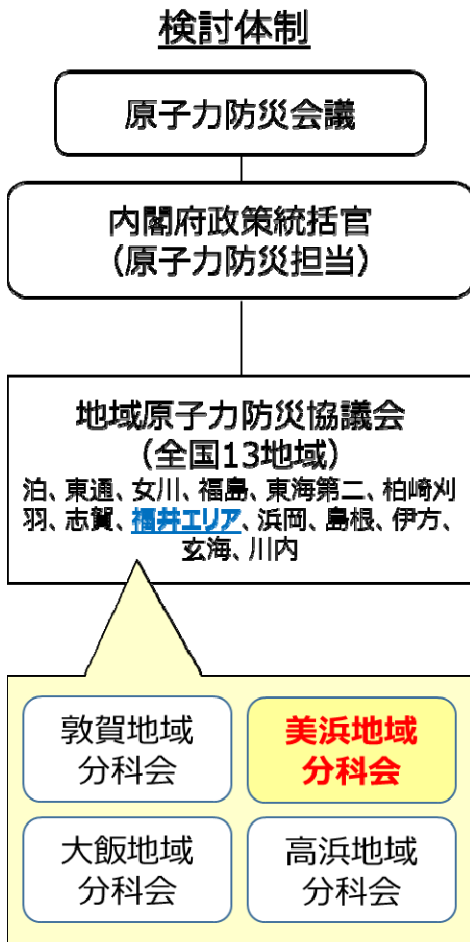 検討体制
原子力防災会議
内閣府政策統括官
（原子力防災担当）
地域原子力防災協議会
（全国13地域）
泊、東通、女川、福島、東海第二、柏崎刈
羽、志賀、福井エリア、浜岡、島根、伊方、
玄海、川内
敦賀地域
分科会
美浜地域
分科会
大飯地域
分科会
高浜地域
分科会